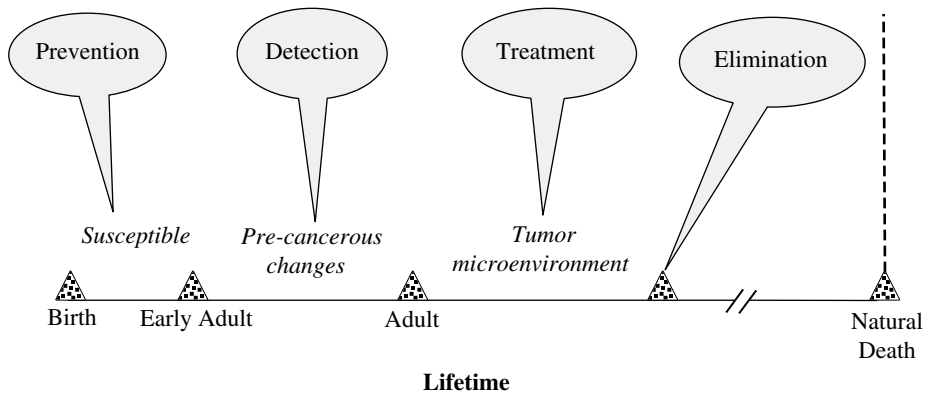 Prevention
Detection
Treatment
Elimination
Susceptible
Pre-cancerous
changes
Tumor
microenvironment
Birth
Early Adult
Adult
Natural
Death
Lifetime